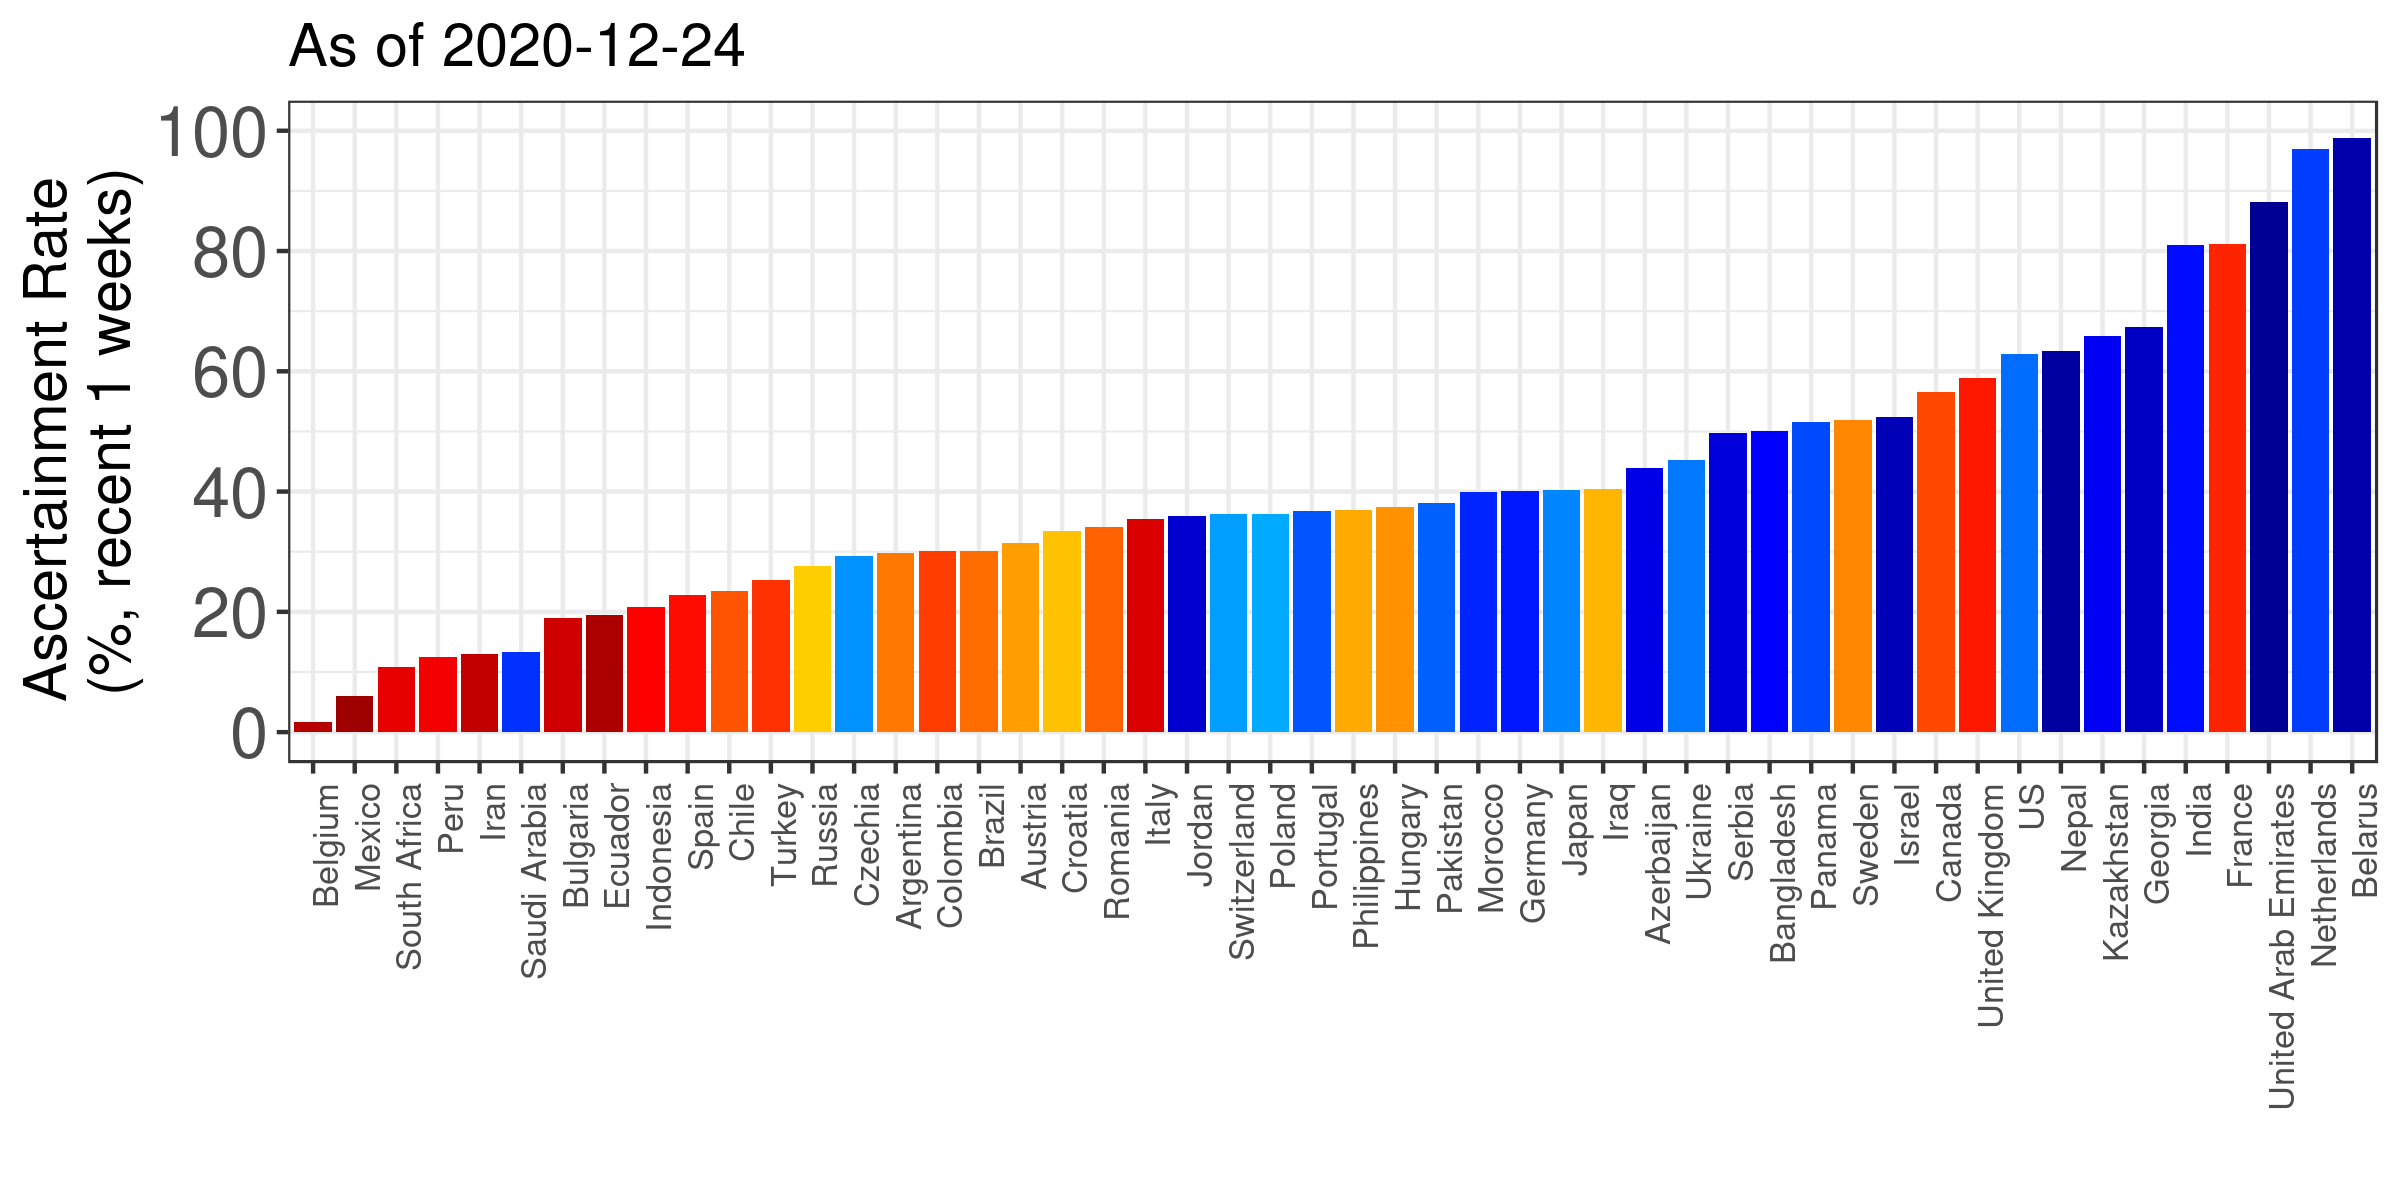 As of 2020-12-24
Ascertainment Rate
(%, recent 1 weeks)
100
80
60
40
20
0
Belgium
Mexico
South Africa
Peru
Iran
Saudi Arabia
Bulgaria
Ecuador
Indonesia
Spain
Chile
Turkey
Russia
Czechia
Argentina
Colombia
Brazil
Austria
Croatia
Romania
Italy
Jordan
Switzerland
Poland
Portugal
Philippines
Hungary
Pakistan
Morocco
Germany
Japan
Iraq
Azerbaijan
Ukraine
Serbia
Bangladesh
Panama
Sweden
Israel
Canada
United Kingdom
US
Nepal
Kazakhstan
Georgia
India
France
United Arab Emirates
Netherlands
Belarus